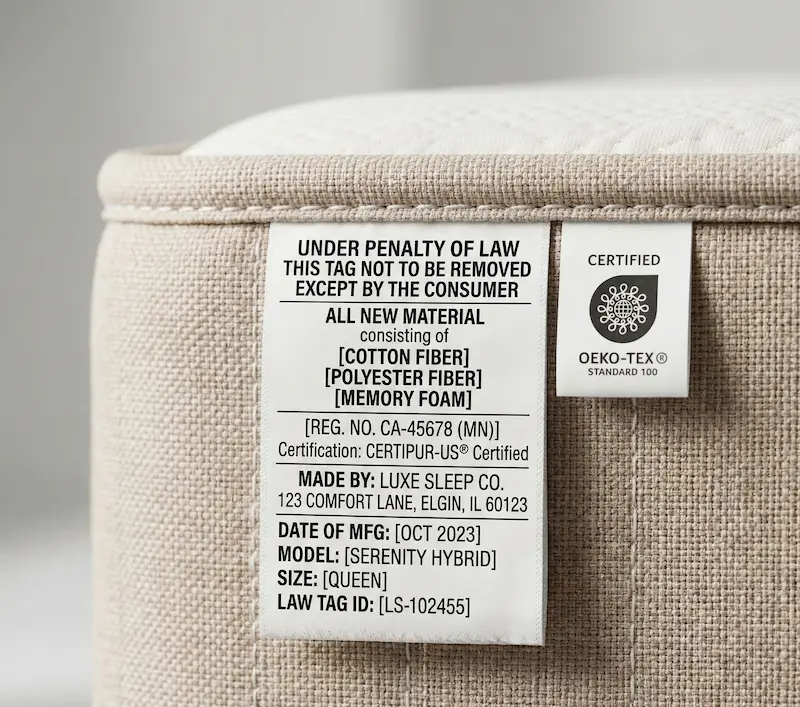 UNDER PENALTY OF LAW
THIS TAG NOT TO BE REMOVED
EXCEPT BY THE CONSUMER
ALL NEW MATERIAL
consisting of
[COTTON FIBER]
[POLYESTER FIBER]
[MEMORY FOAM]
[REG. NO. CA-45678 (MN)]
Certification: CERTIPUR-US® Certified
MADE BY: LUXE SLEEP CO.
123 COMFORT LANE, ELGIN, IL 60123
DATE OF MFG: [OCT 2023]
MODEL: [SERENITY HYBRID]
SIZE: [QUEEN]
LAW TAG ID: [LS-102455]
CERTIFIED
OEKO-TEX®
STANDARD 100